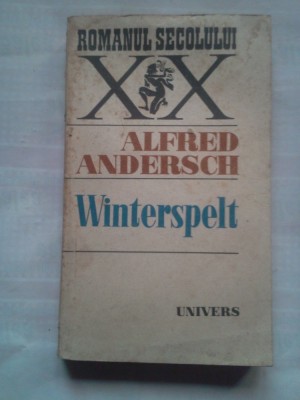 ROMANUL SECOLULUI
XX
ALFRED
ANDERSCH
Winterspelt
UNIVERS